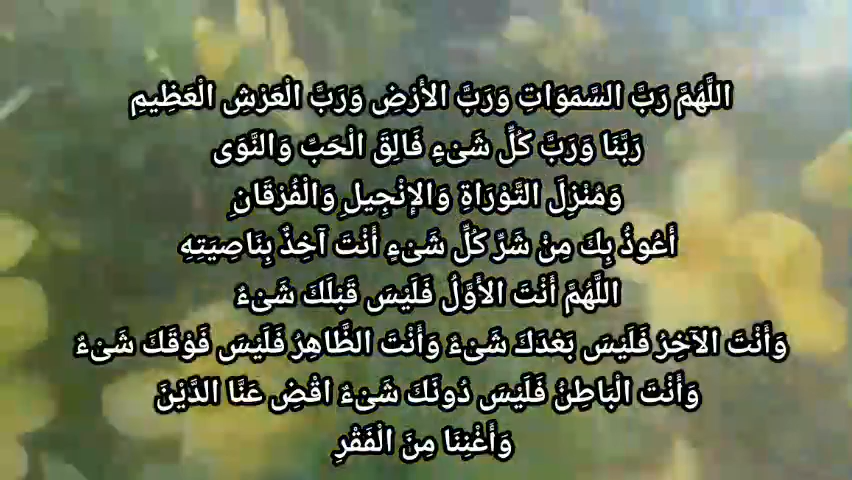 اللَّهُمَّ رَبَّ السَّمَوَاتِ وَرَبَّ الأَرْضِ وَرَبَّ الْعَرْشِ الْعَظِيمِ
رَبَّنَا وَرَبَّ كُلِّ شَىْءٍ فَالِقَ الْحَبِّ وَالنَّوَى
وَمُنْزِلَ التَّوْرَاةِ وَالإِنْجِيلِ وَالْفُرْقَانِ
أَعُوذُ بِكَ مِنْ شَرِّ كُلِّ شَىْءٍ أَنْتَ آخِذٌ بِنَاصِيَتِهِ
اللَّهُمَّ أَنْتَ الأَوَّلُ فَلَيْسَ قَبْلَكَ شَىْءٌ
وَأَنْتَ الآخِرُ فَلَيْسَ بَعْدَكَ شَىْءٌ وَأَنْتَ الظَّاهِرُ فَلَيْسَ فَوْقَكَ شَىْءٌ
وَأَنْتَ الْبَاطِنُ فَلَيْسَ دُونَكَ شَىْءٌ اقْضِ عَنَّا الدَّيْنَ
وَأَغْنِنَا مِنَ الْفَقْرِ